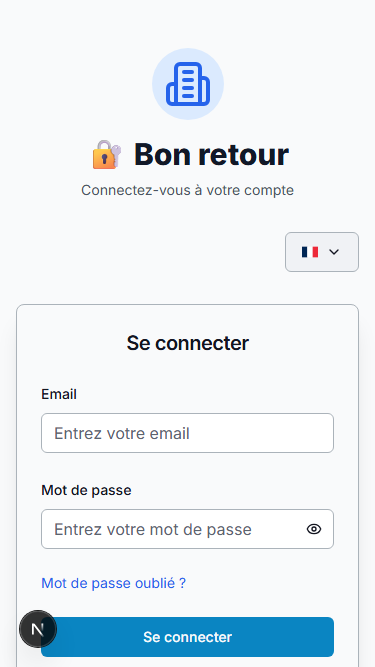 🔐 Bon retour
Connectez-vous à votre compte
Se connecter
Email
Entrez votre email
Mot de passe
Entrez votre mot de passe
Mot de passe oublié ?
N
Se connecter